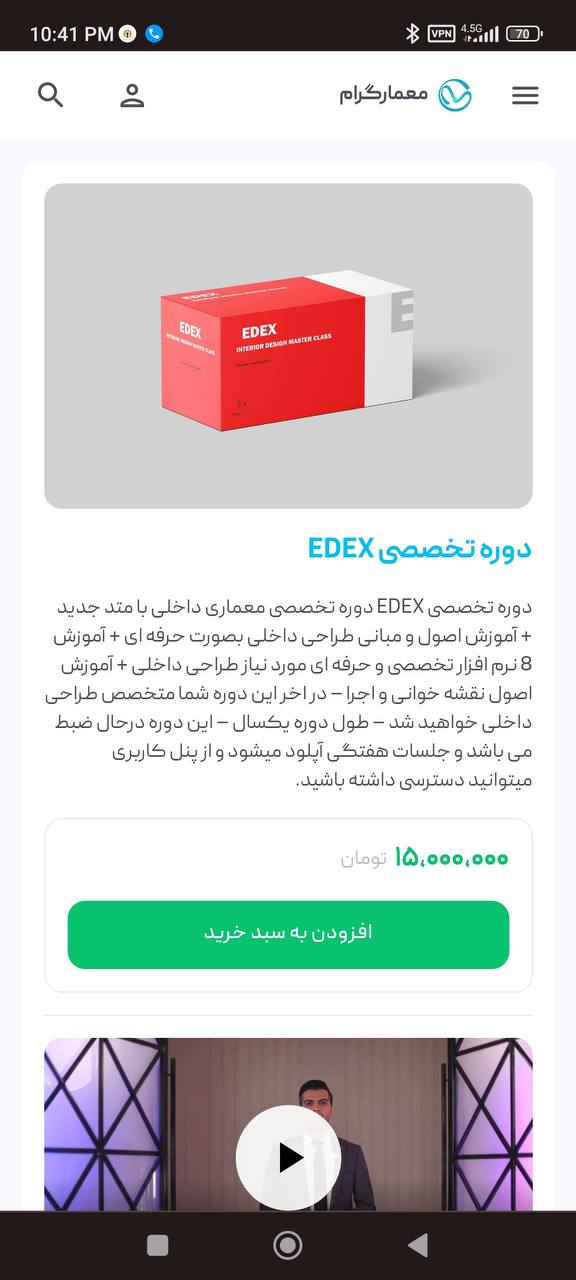 10:41 PM
VPN
4.5G
70
معمارگرام
EDEX
EDEX
INTERIOR DESIGN MASTER CLASS
EDEX
INTERIOR DESIGN MASTER CLASS
E
دوره تخصصی EDEX
دوره تخصصی EDEX دوره تخصصی معماری داخلی با متد جدید
+ آموزش اصول و مبانی طراحی داخلی بصورت حرفه ای + آموزش
8 نرم افزار تخصصی و حرفه ای مورد نیاز طراحی داخلی + آموزش
اصول نقشه خوانی و اجرا – در اخر این دوره شما متخصص طراحی
داخلی خواهید شد – طول دوره یکسال – این دوره درحال ضبط
می باشد و جلسات هفتگی آپلود میشود و از پنل کاربری
میتوانید دسترسی داشته باشید.
۱۵,۰۰۰,۰۰۰ تومان
افزودن به سبد خرید